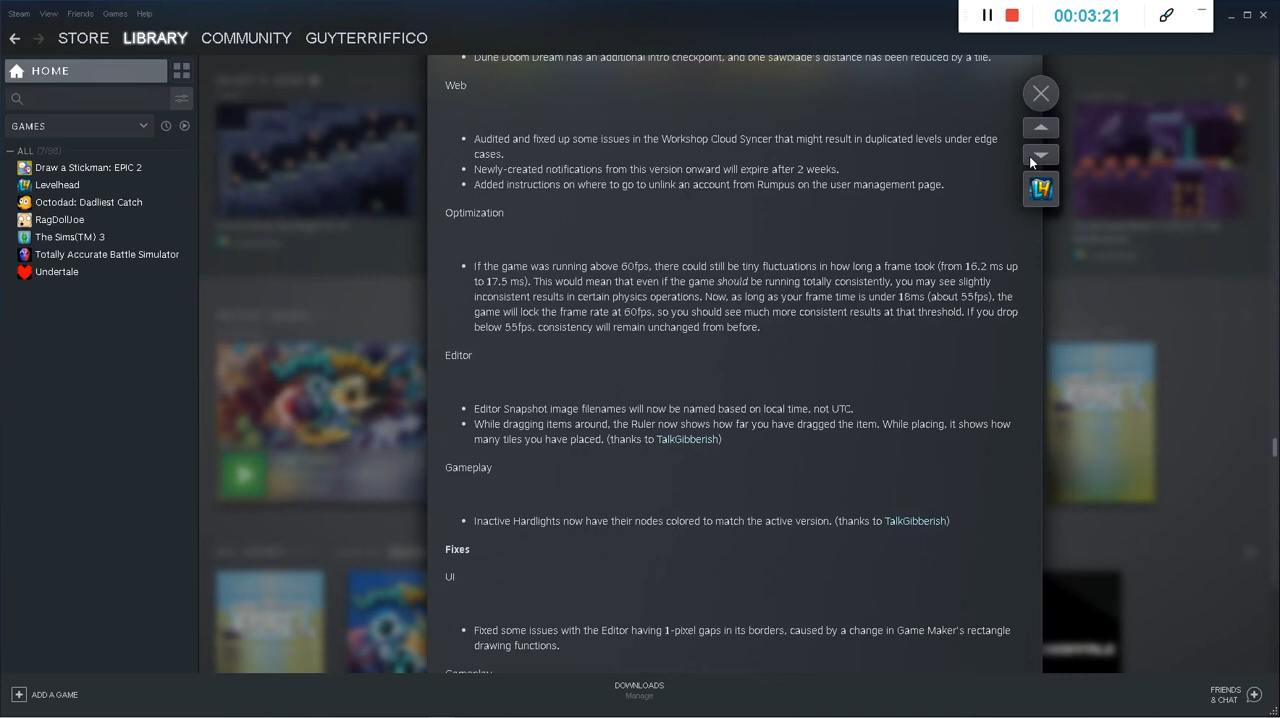 Steam View Friends Games Help
00:03:21
STORE LIBRARY COMMUNITY GUYTERRIFFICO
HOME
GAMES
ALL (7/98)
Draw a Stickman: EPIC 2
Levelhead
Octodad: Dadliest Catch
RagDollJoe
The Sims(TM) 3
Totally Accurate Battle Simulator
Undertale
Dune Doom Dream has an additional intro checkpoint, and one sawblade's distance has been reduced by a tile.
Web
Audited and fixed up some issues in the Workshop Cloud Syncer that might result in duplicated levels under edge
cases.
Newly-created notifications from this version onward will expire after 2 weeks.
Added instructions on where to go to unlink an account from Rumpus on the user management page.
Optimization
If the game was running above 60fps, there could still be tiny fluctuations in how long a frame took (from 16.2 ms up
to 17.5 ms). This would mean that even if the game should be running totally consistently, you may see slightly
inconsistent results in certain physics operations. Now, as long as your frame time is under 18ms (about 55fps), the
game will lock the frame rate at 60fps, so you should see much more consistent results at that threshold. If you drop
below 55fps, consistency will remain unchanged from before.
Editor
Editor Snapshot image filenames will now be named based on local time, not UTC.
While dragging items around, the Ruler now shows how far you have dragged the item. While placing, it shows how
many tiles you have placed. (thanks to TalkGibberish)
Gameplay
Inactive Hardlights now have their nodes colored to match the active version. (thanks to TalkGibberish)
Fixes
UI
Fixed some issues with the Editor having 1-pixel gaps in its borders, caused by a change in Game Maker's rectangle
drawing functions.
Gameplay
ADD A GAME
DOWNLOADS
Manage
FRIENDS
& CHAT